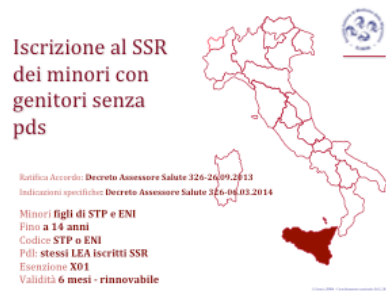 Iscrizione al SSR
dei minori con
genitori senza
pds
Ratifica Accordo: Decreto Assessore Salute 326-26.09.2013
Indicazioni specifiche: Decreto Assessore Salute 326-06.03.2014
Minori figli di STP e ENI
Fino a 14 anni
Codice STP o ENI
PdI: stessi LEA iscritti SSR
Esenzione X01
Validità 6 mesi - rinnovabile